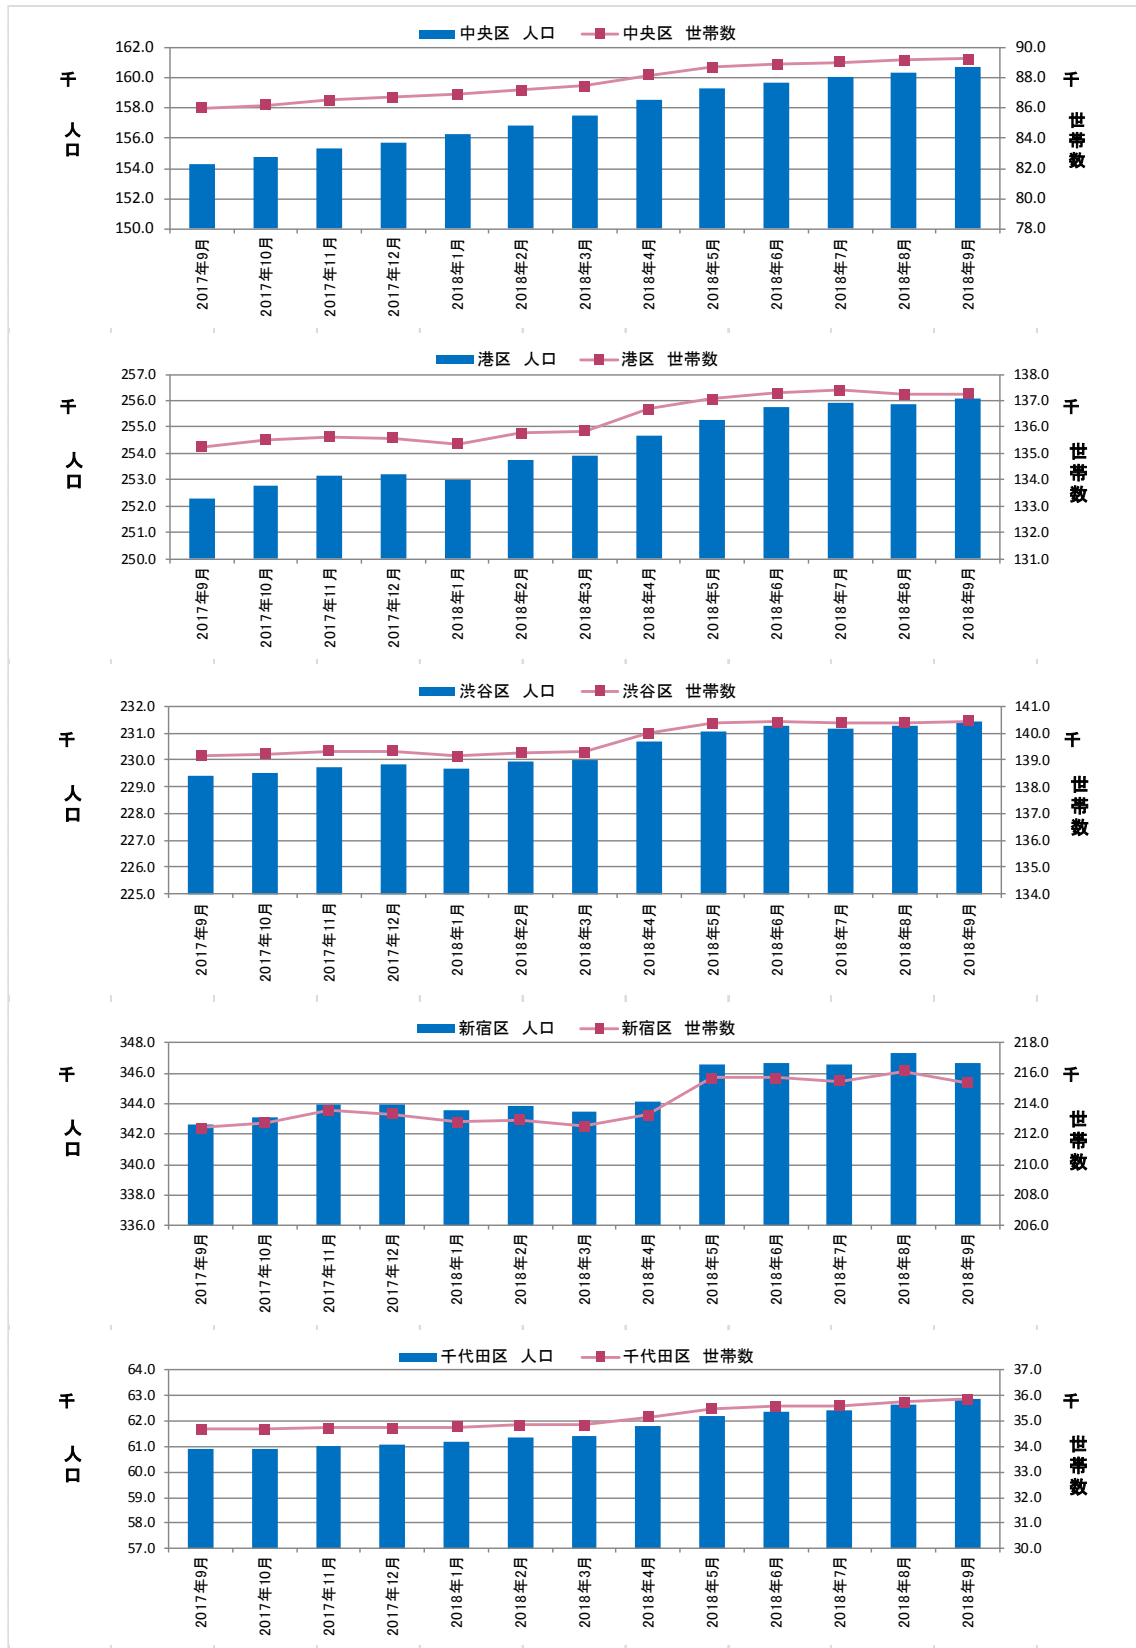 中央区　人口　中央区　世帯数
千
人口
162.0
160.0
158.0
156.0
154.0
152.0
150.0
90.0
88.0
86.0
84.0
82.0
80.0
78.0
千
世帯数
2017年9月
2017年10月
2017年11月
2017年12月
2018年1月
2018年2月
2018年3月
2018年4月
2018年5月
2018年6月
2018年7月
2018年8月
2018年9月
港区　人口　港区　世帯数
千
人口
257.0
256.0
255.0
254.0
253.0
252.0
251.0
250.0
138.0
137.0
136.0
135.0
134.0
133.0
132.0
131.0
千
世帯数
2017年9月
2017年10月
2017年11月
2017年12月
2018年1月
2018年2月
2018年3月
2018年4月
2018年5月
2018年6月
2018年7月
2018年8月
2018年9月
渋谷区　人口　渋谷区　世帯数
千
人口
232.0
231.0
230.0
229.0
228.0
227.0
226.0
225.0
141.0
140.0
139.0
138.0
137.0
136.0
135.0
134.0
千
世帯数
2017年9月
2017年10月
2017年11月
2017年12月
2018年1月
2018年2月
2018年3月
2018年4月
2018年5月
2018年6月
2018年7月
2018年8月
2018年9月
新宿区　人口　新宿区　世帯数
千
人口
348.0
346.0
344.0
342.0
340.0
338.0
336.0
218.0
216.0
214.0
212.0
210.0
208.0
206.0
千
世帯数
2017年9月
2017年10月
2017年11月
2017年12月
2018年1月
2018年2月
2018年3月
2018年4月
2018年5月
2018年6月
2018年7月
2018年8月
2018年9月
千代田区　人口　千代田区　世帯数
千
人口
64.0
63.0
62.0
61.0
60.0
59.0
58.0
57.0
37.0
36.0
35.0
34.0
33.0
32.0
31.0
30.0
千
世帯数
2017年9月
2017年10月
2017年11月
2017年12月
2018年1月
2018年2月
2018年3月
2018年4月
2018年5月
2018年6月
2018年7月
2018年8月
2018年9月